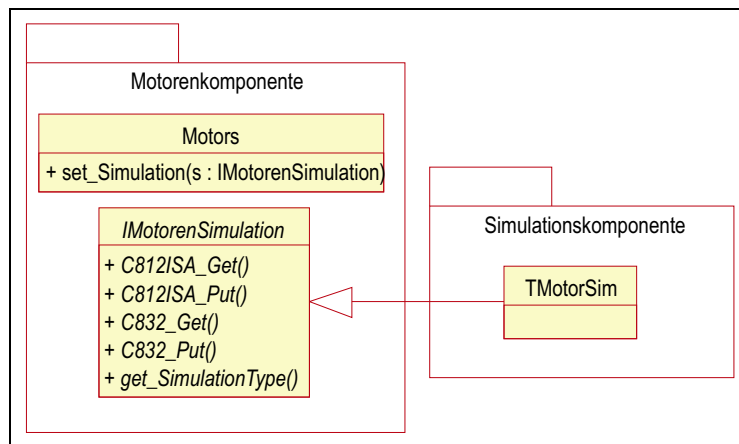 Motorenkomponente
Motors
+ set_Simulation(s : IMotorenSimulation)
IMotorenSimulation
+ C812ISA_Get()
+ C812ISA_Put()
+ C832_Get()
+ C832_Put()
+ get_SimulationType()
Simulationskomponente
TMotorSim